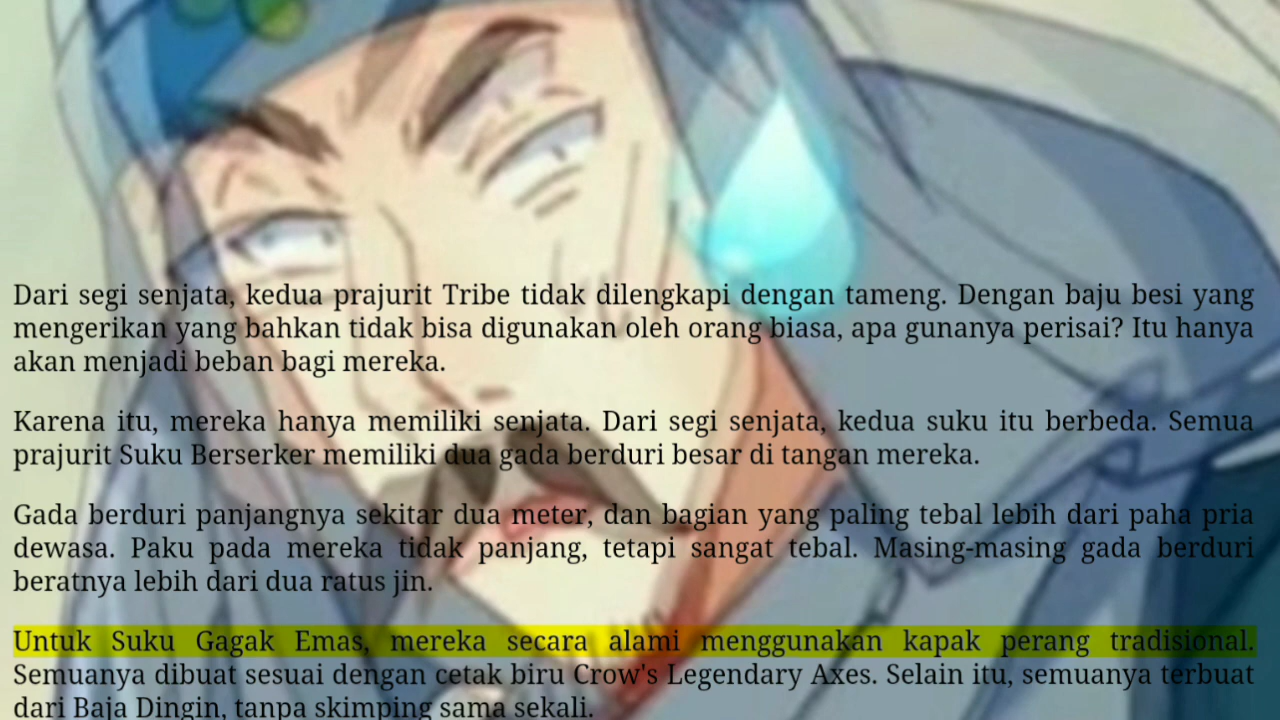 Dari segi senjata, kedua prajurit Tribe tidak dilengkapi dengan tameng. Dengan baju besi yang
mengerikan yang bahkan tidak bisa digunakan oleh orang biasa, apa gunanya perisai? Itu hanya
akan menjadi beban bagi mereka.
Karena itu, mereka hanya memiliki senjata. Dari segi senjata, kedua suku itu berbeda. Semua
prajurit Suku Berserker memiliki dua gada berduri besar di tangan mereka.
Gada berduri panjangnya sekitar dua meter, dan bagian yang paling tebal lebih dari paha pria
dewasa. Paku pada mereka tidak panjang, tetapi sangat tebal. Masing-masing gada berduri
beratnya lebih dari dua ratus jin.
Untuk Suku Gagak Emas, mereka secara alami menggunakan kapak perang tradisional.
Semuanya dibuat sesuai dengan cetak biru Crow's Legendary Axes. Selain itu, semuanya terbuat
dari Baja Dingin, tanpa skimping sama sekali.